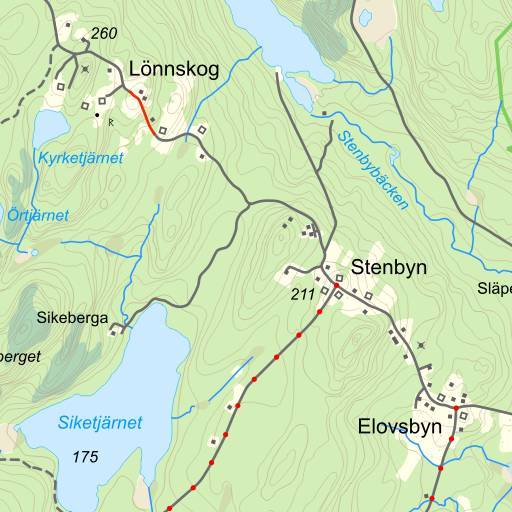 260
Lönnskog
R
Kyrketjärnet
Stenbybäcken
Örtjärnet
Stenbyn
211
Släpe
Sikeberga
berget
Siketjärnet
Elovsbyn
175